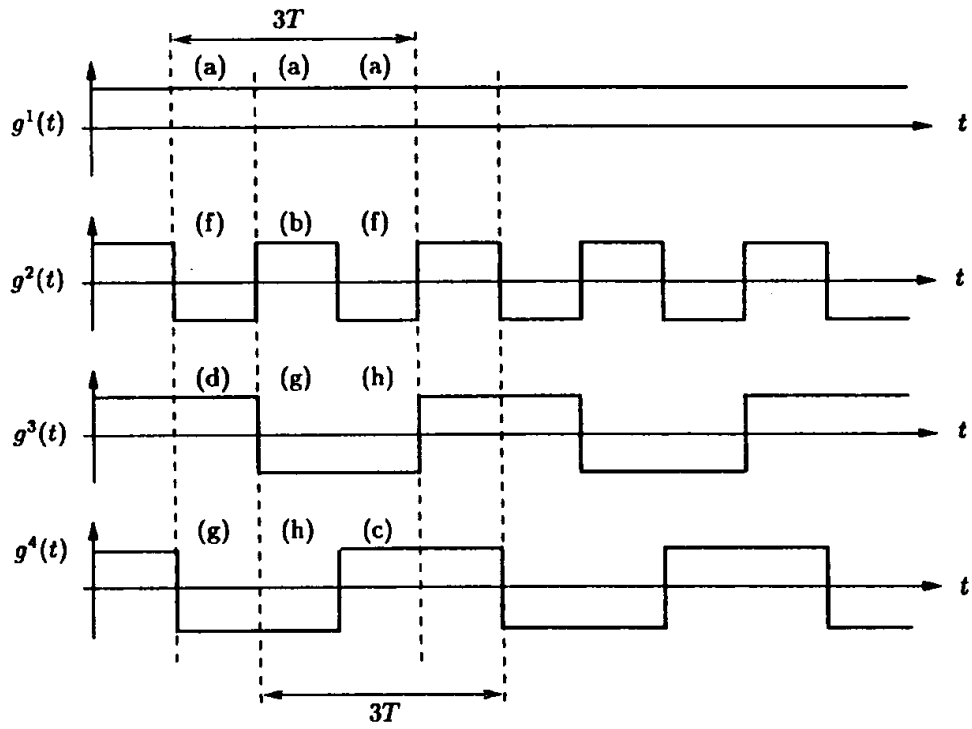 3T
(a) (a) (a)
g¹(t) t
(f) (b) (f)
g²(t) t
(d) (g) (h)
g³(t) t
(g) (h) (c)
g⁴(t) t
3T